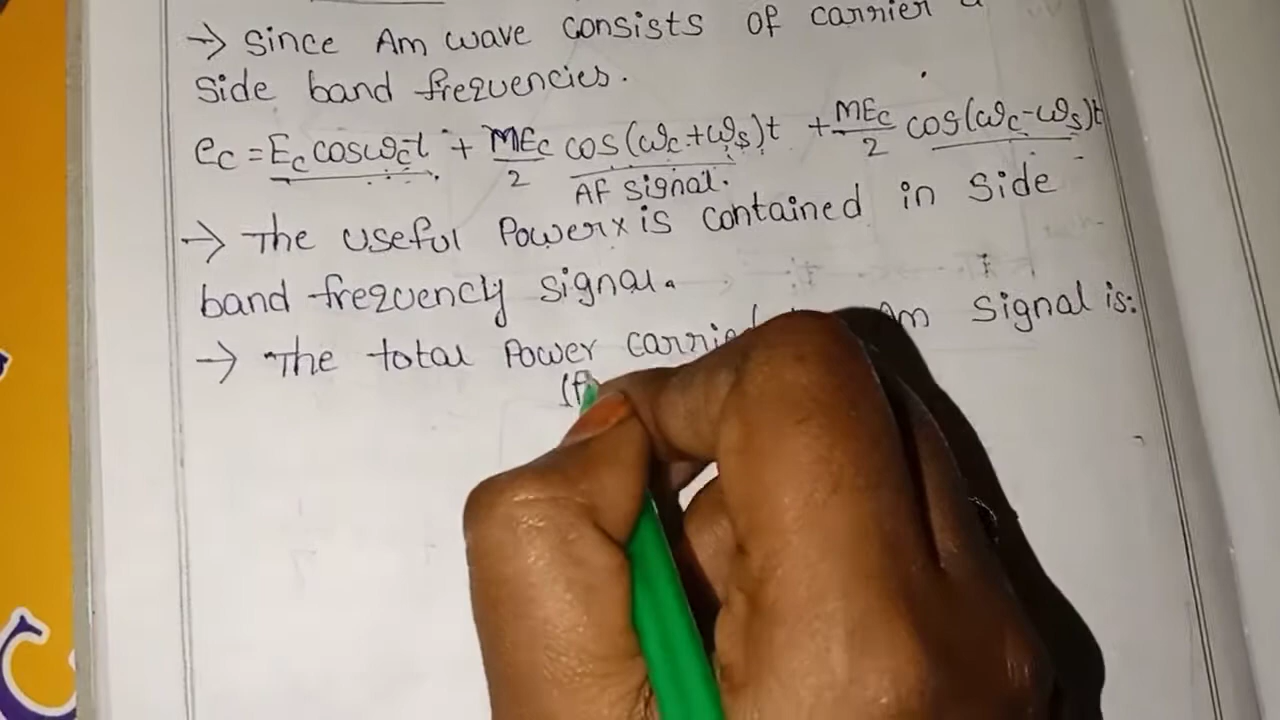 → Since Am wave consists of carrier &
Side band frequencies.
ec = Ec cosωct + MEc/2 cos(ωc+ωs)t + MEc/2 cos(ωc-ωs)t
AF signal.
→ The useful Power x is contained in Side
band frequency signal.
→ The total Power carried Am Signal is: